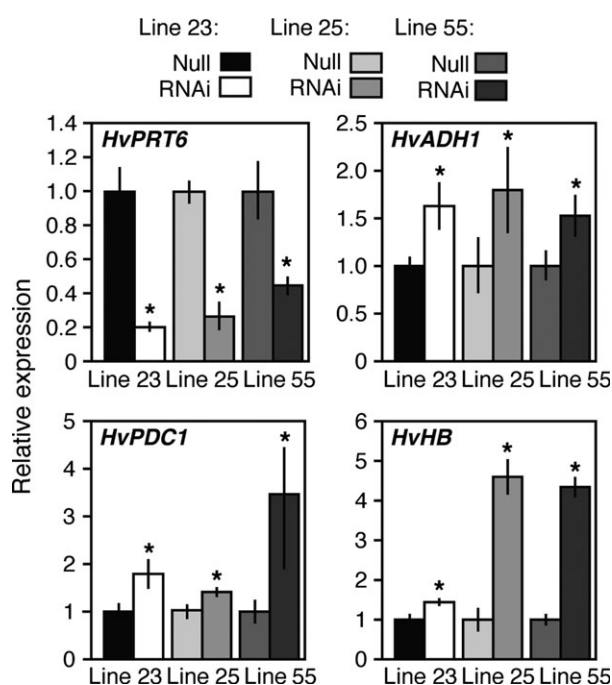 Line 23: Line 25: Line 55:
Null Null Null
RNAi RNAi RNAi
Relative expression
HvPRT6
1.4
1.2
1.0
0.8
0.6
0.4
0.2
0
* * *
Line 23 Line 25 Line 55
HvADH1
2.5
2.0
1.5
1.0
0.5
0
* * *
Line 23 Line 25 Line 55
HvPDC1
5
4
3
2
1
0
* * *
Line 23 Line 25 Line 55
HvHB
6
5
4
3
2
1
0
* * *
Line 23 Line 25 Line 55